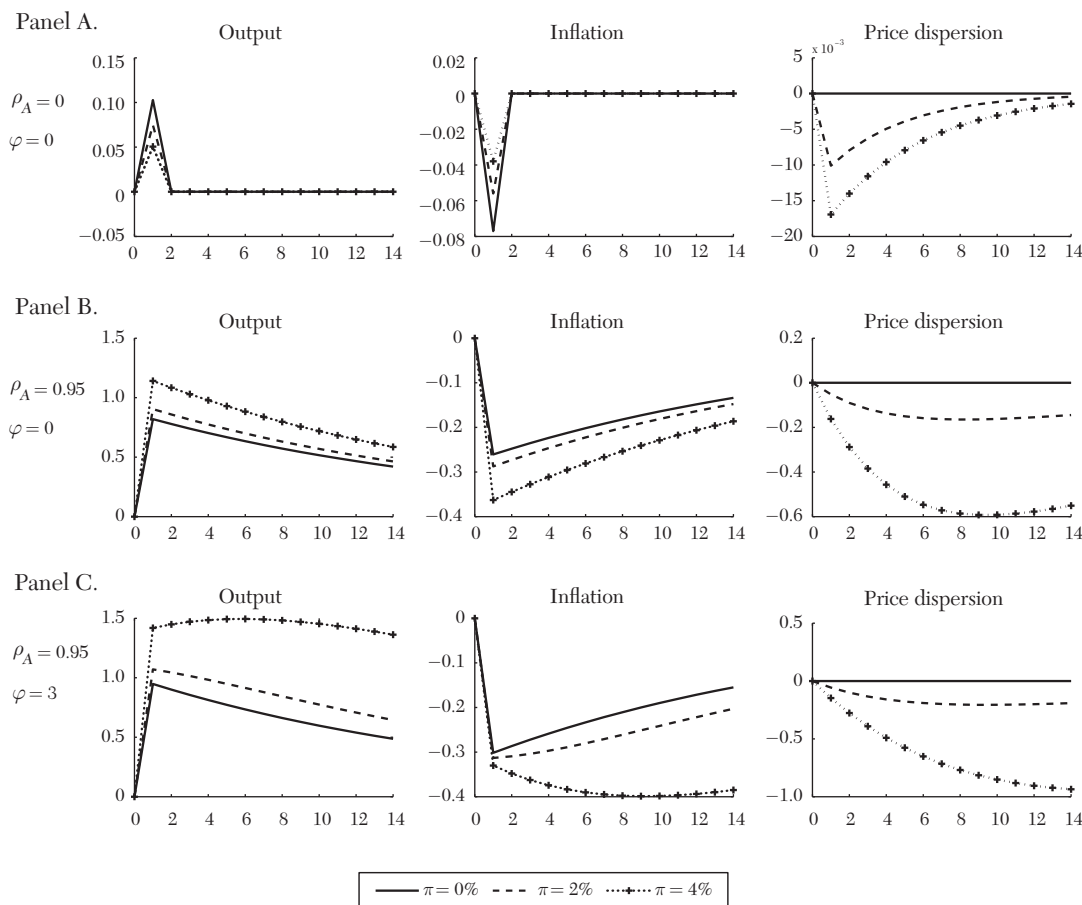 Panel A.
Output
Inflation
Price dispersion
ρ_A = 0
φ = 0
0.15
0.10
0.05
0
−0.05
0 2 4 6 8 10 12 14
0.02
0
−0.02
−0.04
−0.06
−0.08
0 2 4 6 8 10 12 14
x 10⁻³
5
0
−5
−10
−15
−20
0 2 4 6 8 10 12 14
Panel B.
Output
Inflation
Price dispersion
ρ_A = 0.95
φ = 0
1.5
1.0
0.5
0
0 2 4 6 8 10 12 14
0
−0.1
−0.2
−0.3
−0.4
0 2 4 6 8 10 12 14
0.2
0
−0.2
−0.4
−0.6
0 2 4 6 8 10 12 14
Panel C.
Output
Inflation
Price dispersion
ρ_A = 0.95
φ = 3
1.5
1.0
0.5
0
0 2 4 6 8 10 12 14
0
−0.1
−0.2
−0.3
−0.4
0 2 4 6 8 10 12 14
0.5
0
−0.5
−1.0
0 2 4 6 8 10 12 14
π = 0% π = 2% π = 4%